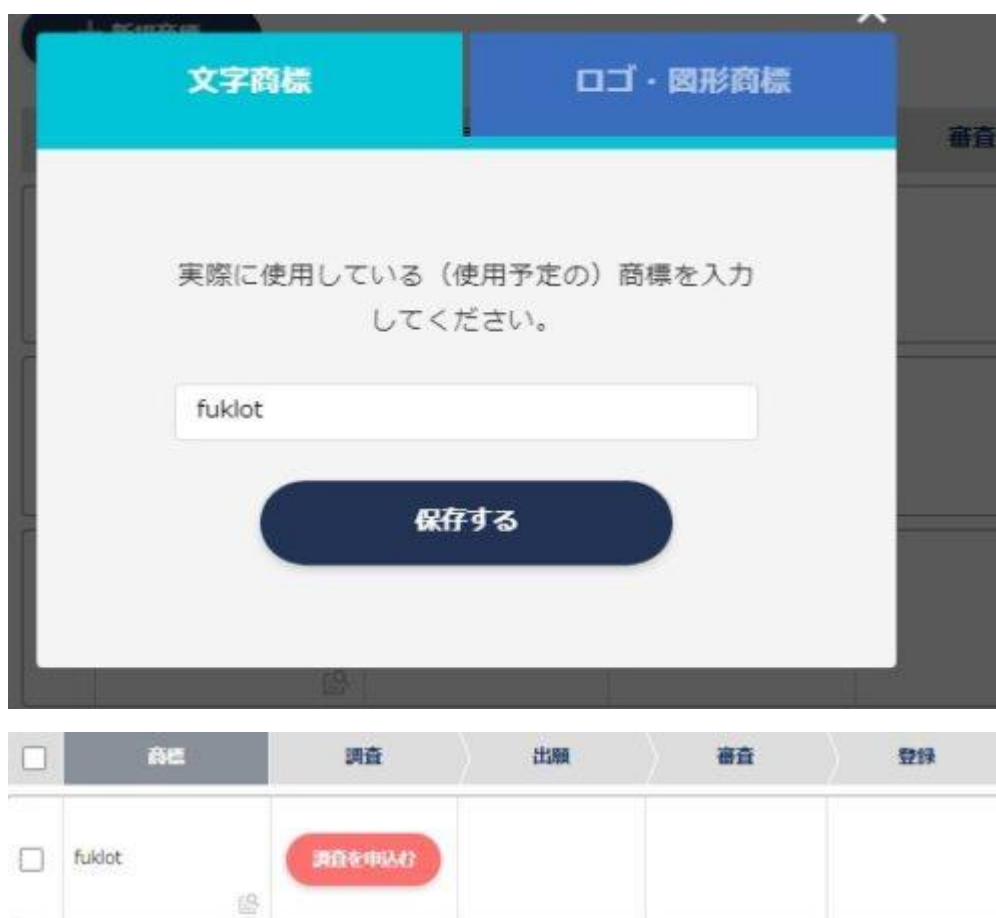 文字商標
ロゴ・図形商標
審査
実際に使用している（使用予定の）商標を入力
してください。
fuklot
保存する
商標
調査
出願
審査
登録
fuklot
調査を申込む